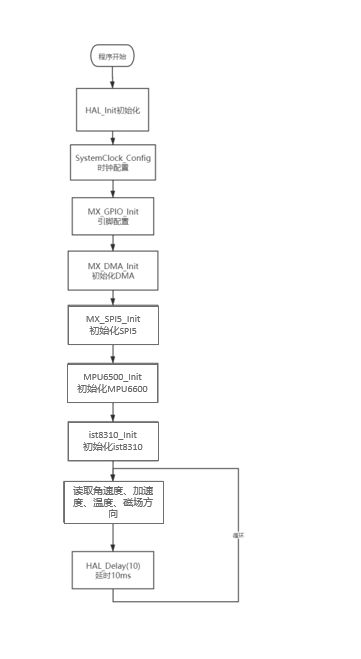 程序开始
HAL_Init初始化
SystemClock_Config
时钟配置
MX_GPIO_Init
引脚配置
MX_DMA_Init
初始化DMA
MX_SPI5_Init
初始化SPI5
MPU6500_Init
初始化MPU6600
ist8310_Init
初始化ist8310
读取角速度、加速
度、温度、磁场方
向
循环
HAL_Delay(10)
延时10ms